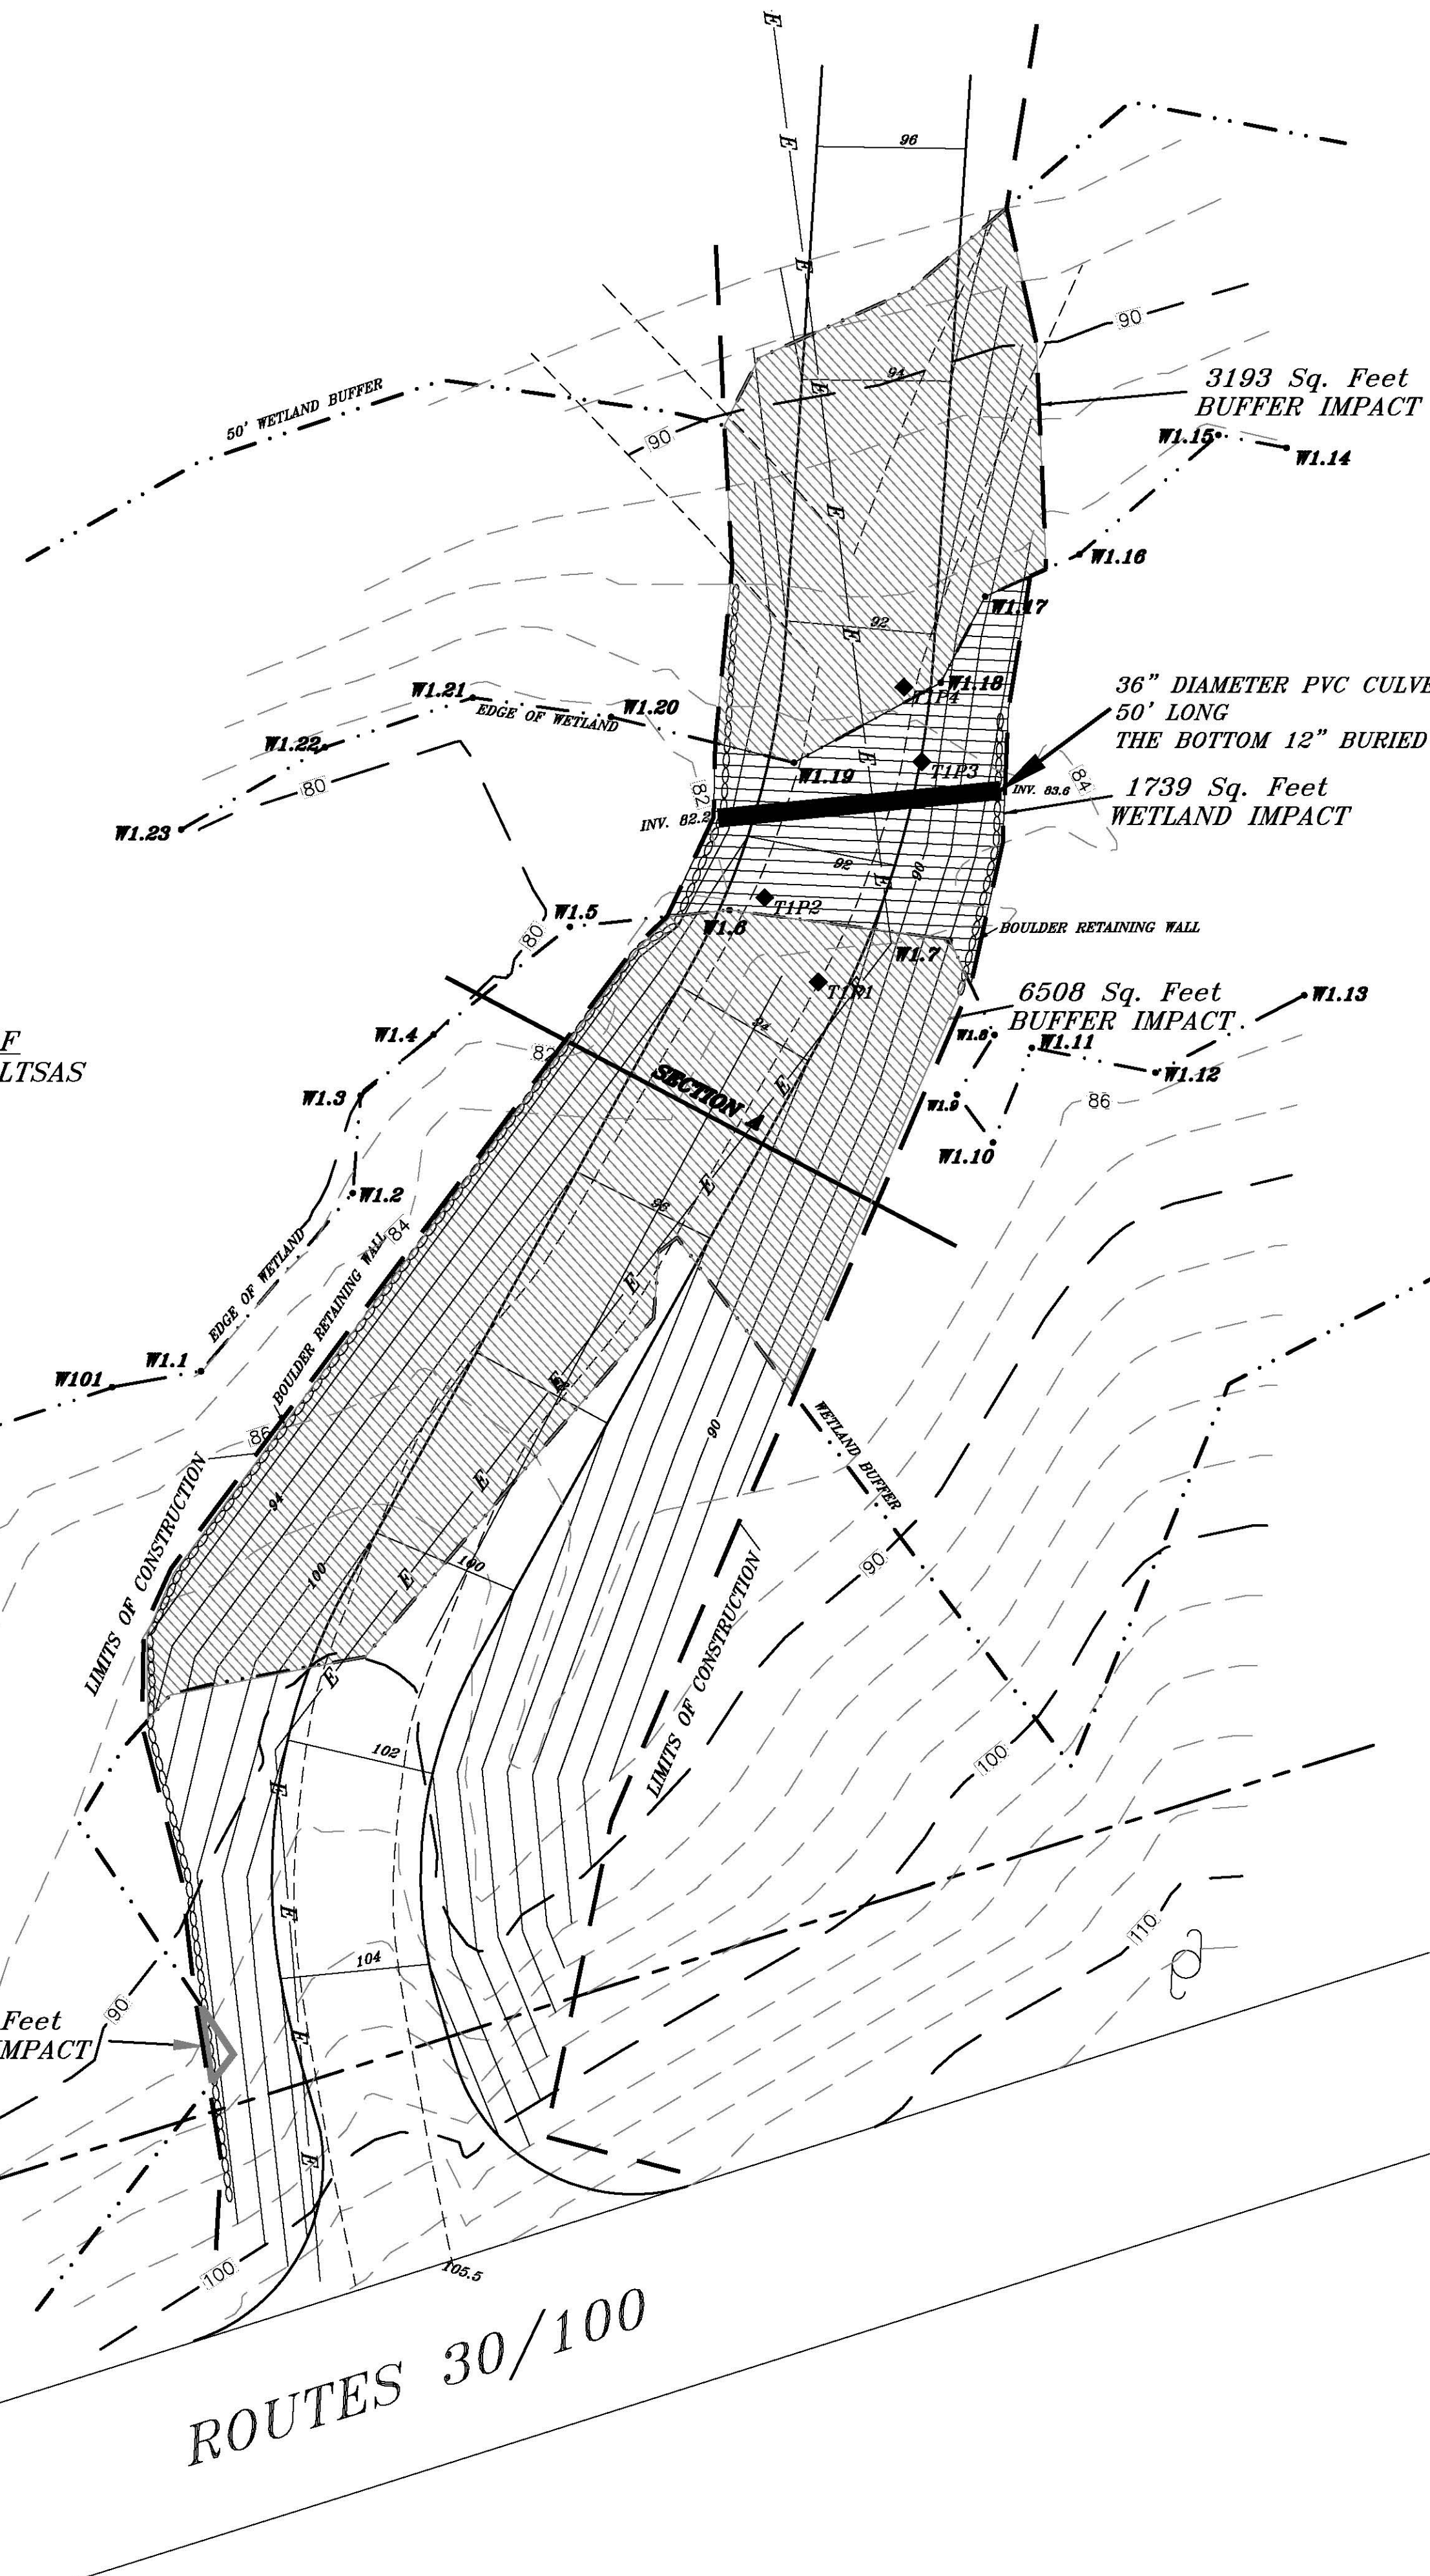 E
E
96
E
90
50' WETLAND BUFFER
94
E
3193 Sq. Feet
BUFFER IMPACT
90
W1.15
W1.14
E
W1.16
W1.17
92
E
W1.18
T1P4
W1.21
W1.20
EDGE OF WETLAND
36" DIAMETER PVC CULVE
50' LONG
THE BOTTOM 12" BURIED
W1.22
E
W1.19
T1P3
80
82
84
INV. 83.6
1739 Sq. Feet
WETLAND IMPACT
W1.23
INV. 82.2
92
90
E
T1P2
W1.5
W1.6
80
BOULDER RETAINING WALL
W1.7
T1P1
E
6508 Sq. Feet
BUFFER IMPACT
W1.13
94
W1.4
W1.8
W1.11
F
LTSAS
82
W1.12
SECTION A
E
W1.3
W1.9
86
W1.10
W1.2
E
96
84
EDGE OF WETLAND
BOULDER RETAINING WALL
E
W101
W1.1
E
86
90
WETLAND BUFFER
LIMITS OF CONSTRUCTION
E
94
100
100
E
90
LIMITS OF CONSTRUCTION
E
102
100
E
E
110
104
90
Feet
MPACT
E
E
100
105.5
ROUTES 30/100